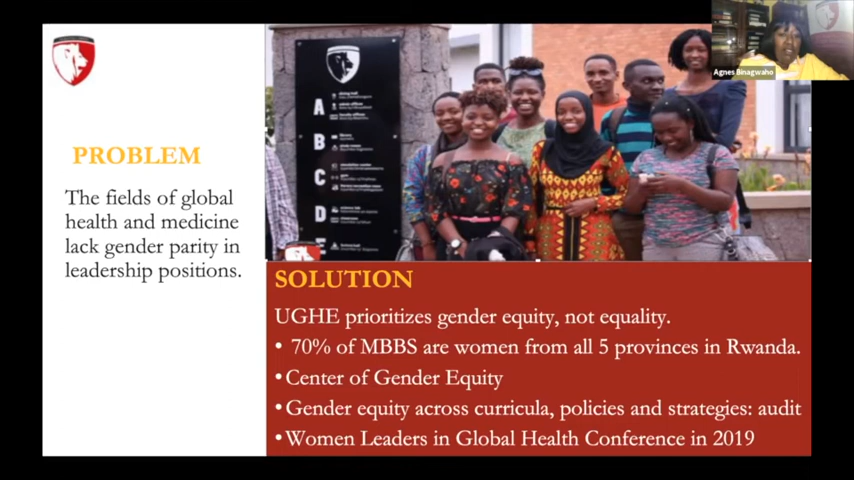 Agnes Binagwaho
A
B
C
D
E
PROBLEM
The fields of global
health and medicine
lack gender parity in
leadership positions.
SOLUTION
UGHE prioritizes gender equity, not equality.
• 70% of MBBS are women from all 5 provinces in Rwanda.
• Center of Gender Equity
• Gender equity across curricula, policies and strategies: audit
• Women Leaders in Global Health Conference in 2019